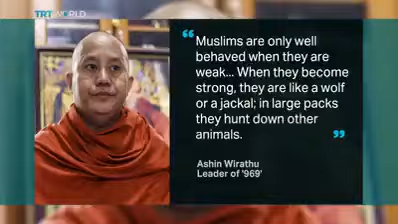 TRT WORLD
“ Muslims are only well
behaved when they are
weak... When they become
strong, they are like a wolf
or a jackal; in large packs
they hunt down other
animals. ”
Ashin Wirathu
Leader of '969'